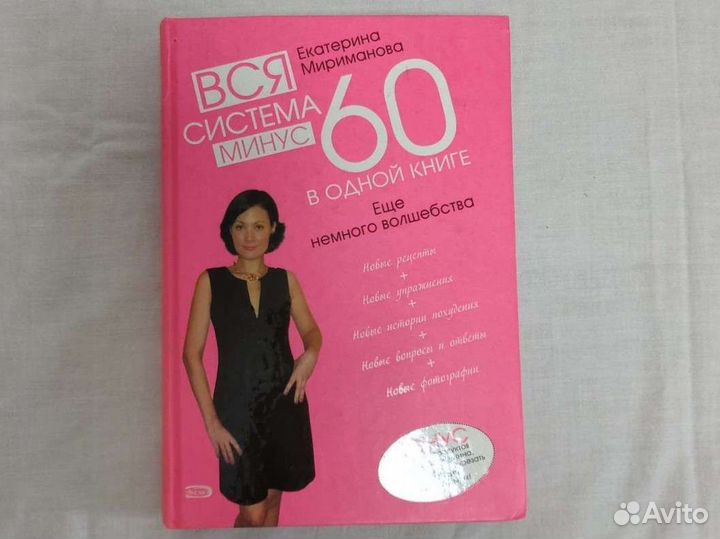 Екатерина
Мириманова
ВСЯ
СИСТЕМА
МИНУС
60
В ОДНОЙ КНИГЕ
Еще
немного волшебства
Новые рецепты
+
Новые упражнения
+
Новые истории похудения
+
Новые вопросы и ответы
+
Новые фотографии
Avito